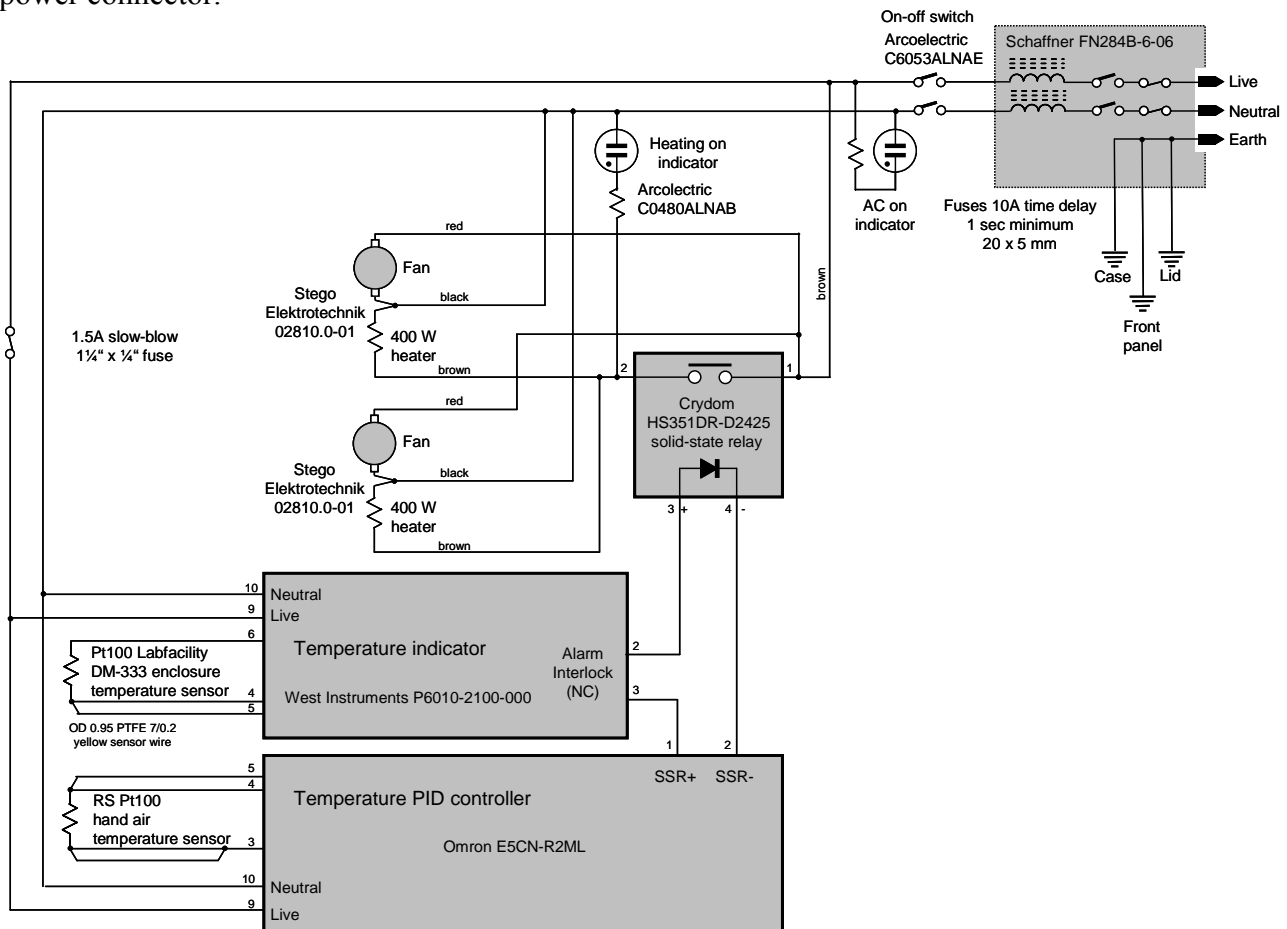 power connector.
On-off switch
Arcoelectric
C6053ALNAE
Schaffner FN284B-6-06
Live
Neutral
Earth
Heating on
indicator
Arcolectric
C0480ALNAB
AC on
indicator
Fuses 10A time delay
1 sec minimum
20 x 5 mm
Case
Lid
Front
panel
red
Fan
black
Stego
Elektrotechnik
02810.0-01
400 W
heater
brown
brown
1.5A slow-blow
1¼“ x ¼“ fuse
2
1
Crydom
HS351DR-D2425
solid-state relay
3
+
4
-
red
Fan
black
Stego
Elektrotechnik
02810.0-01
400 W
heater
brown
10
Neutral
9
Live
6
Temperature indicator
Alarm
Interlock
(NC)
2
3
Pt100 Labfacility
DM-333 enclosure
temperature sensor
4
5
West Instruments P6010-2100-000
OD 0.95 PTFE 7/0.2
yellow sensor wire
1
2
SSR+
SSR-
5
4
Temperature PID controller
RS Pt100
hand air
temperature sensor
3
Omron E5CN-R2ML
10
Neutral
9
Live